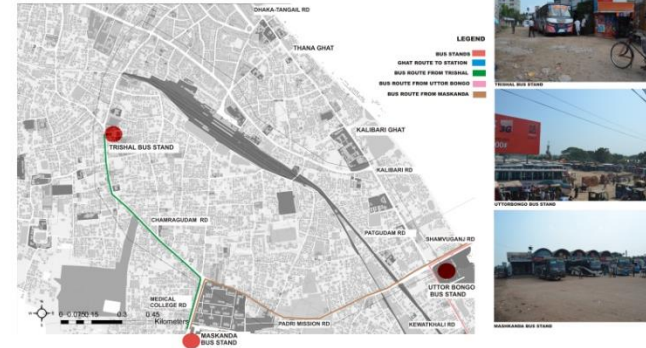 DHAKA-TANGAIL RD
THANA GHAT
LEGEND
BUS STANDS
GHAT ROUTE TO STATION
BUS ROUTE FROM TRISHAL
BUS ROUTE FROM UTTOR BONGO
BUS ROUTE FROM MASKANDA
KALIBARI GHAT
TRISHAL BUS STAND
KALIBARI RD
CHAMRAGUDAM RD
PATGUDAM RD
SHAMVUGANJ RD
UTTOR BONGO
BUS STAND
MEDICAL
COLLEGE RD
0.3
0.45
Kilometers
PADRI MISSION RD
KEWATKHALI RD
MASKANDA
BUS STAND
TRISHAL BUS STAND
UTTORBONGO BUS STAND
MASHKANDA BUS STAND